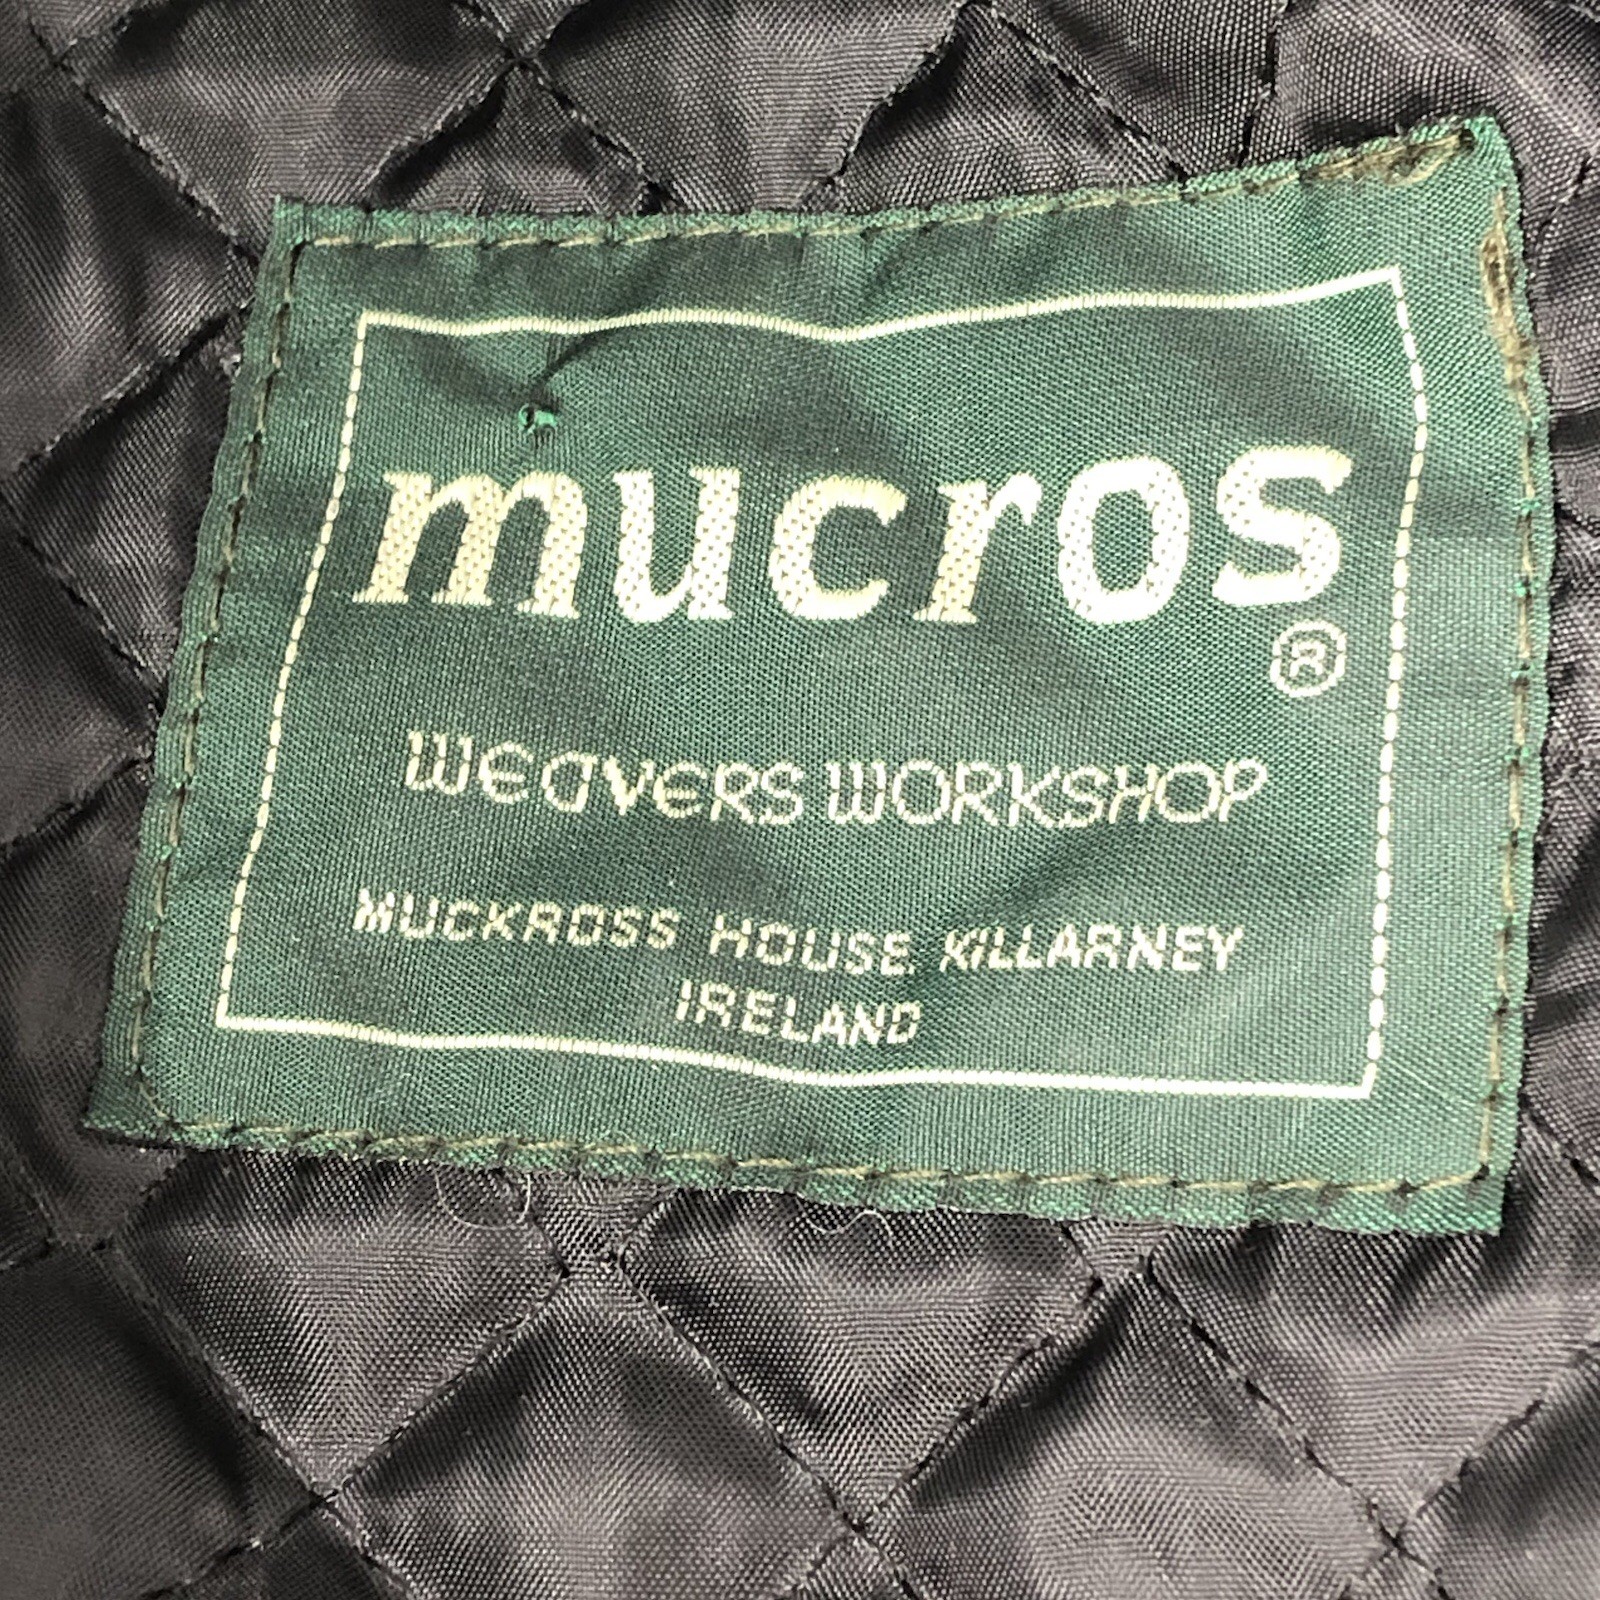 mucros
®
WEAVERS WORKSHOP
MUCKROSS HOUSE KILLARNEY
IRELAND